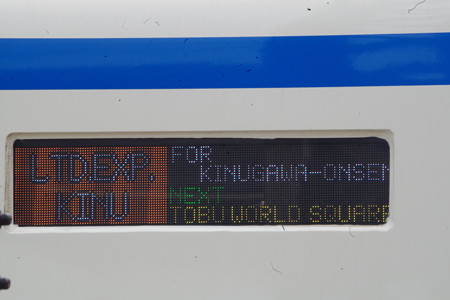 LTD.EXP.
KINU
FOR
KINUGAWA-ONSEN
NEXT
TOBU WORLD SQUARE